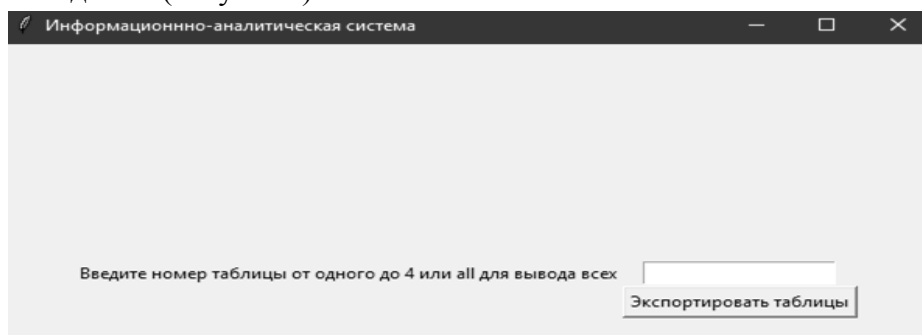 Информационнно-аналитическая система
Введите номер таблицы от одного до 4 или all для вывода всех
Экспортировать таблицы